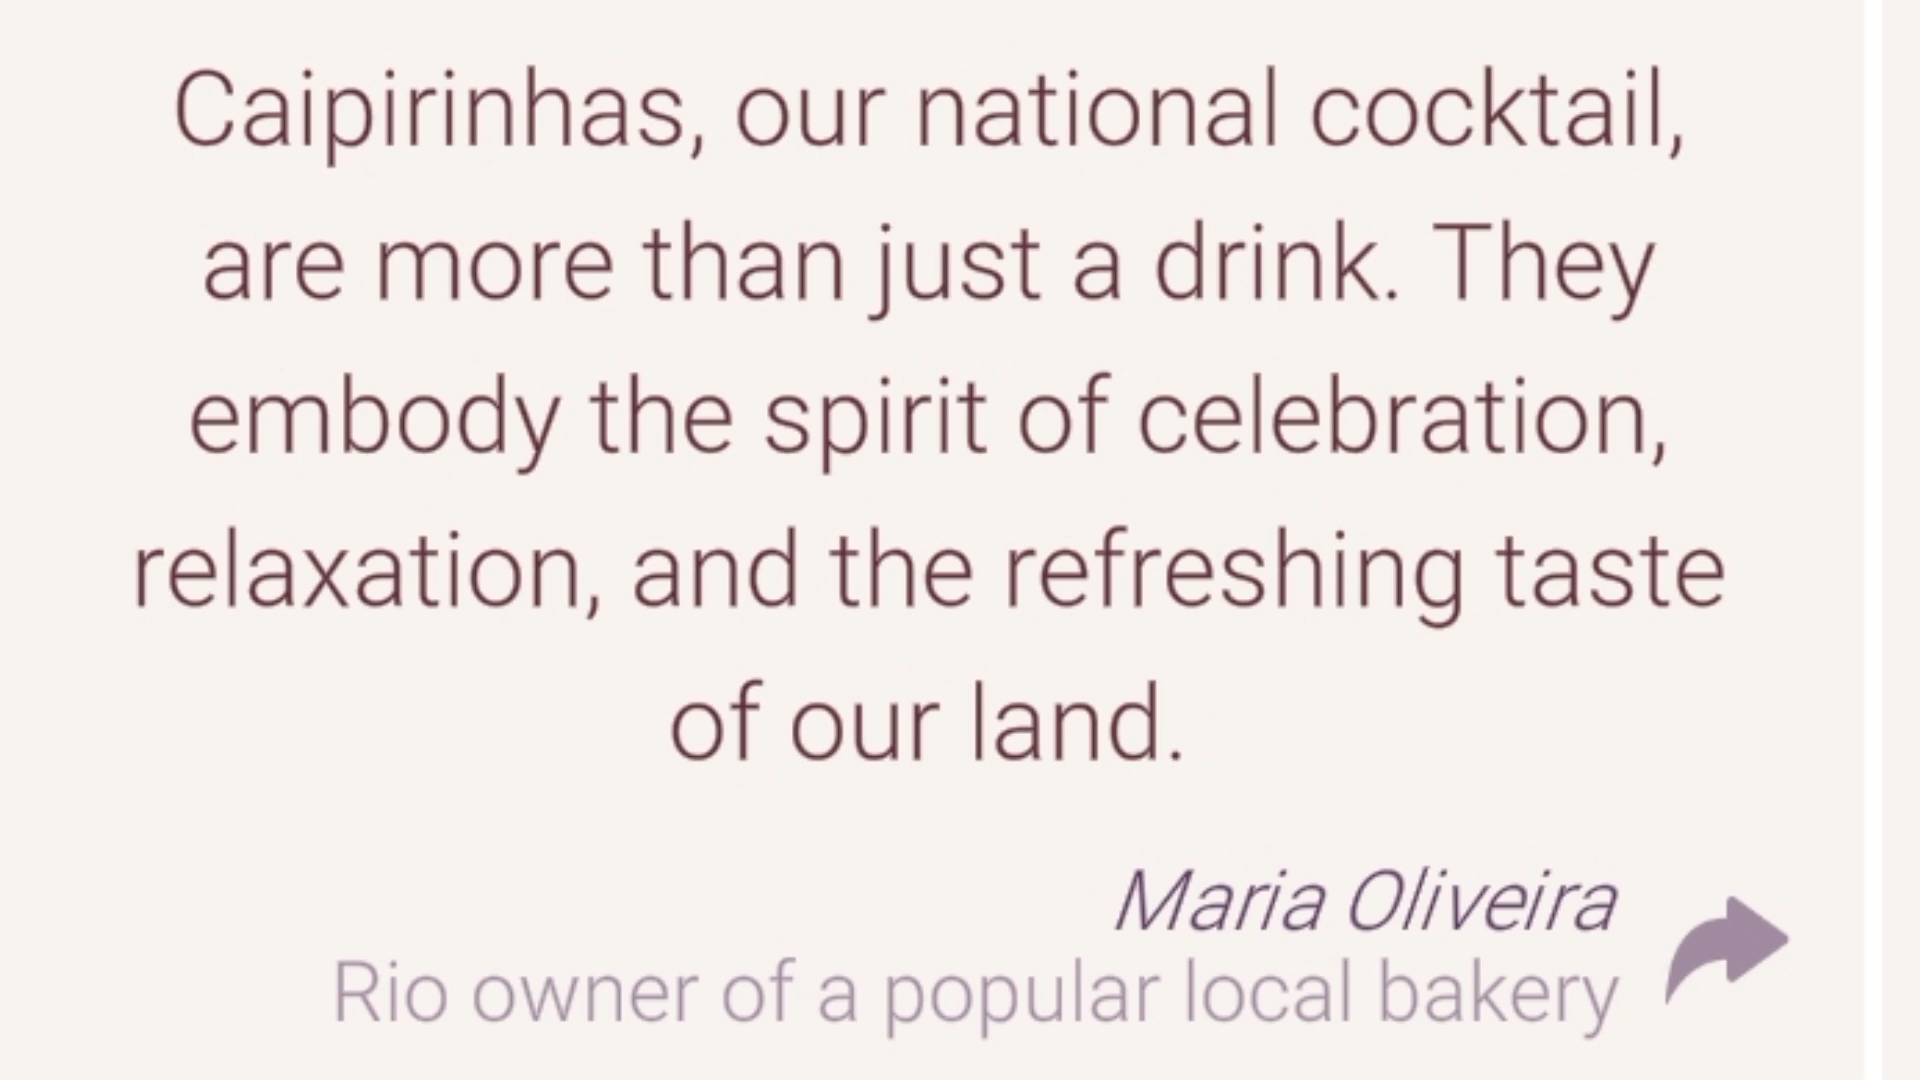 Caipirinhas, our national cocktail,
are more than just a drink. They
embody the spirit of celebration,
relaxation, and the refreshing taste
of our land.
Maria Oliveira
Rio owner of a popular local bakery